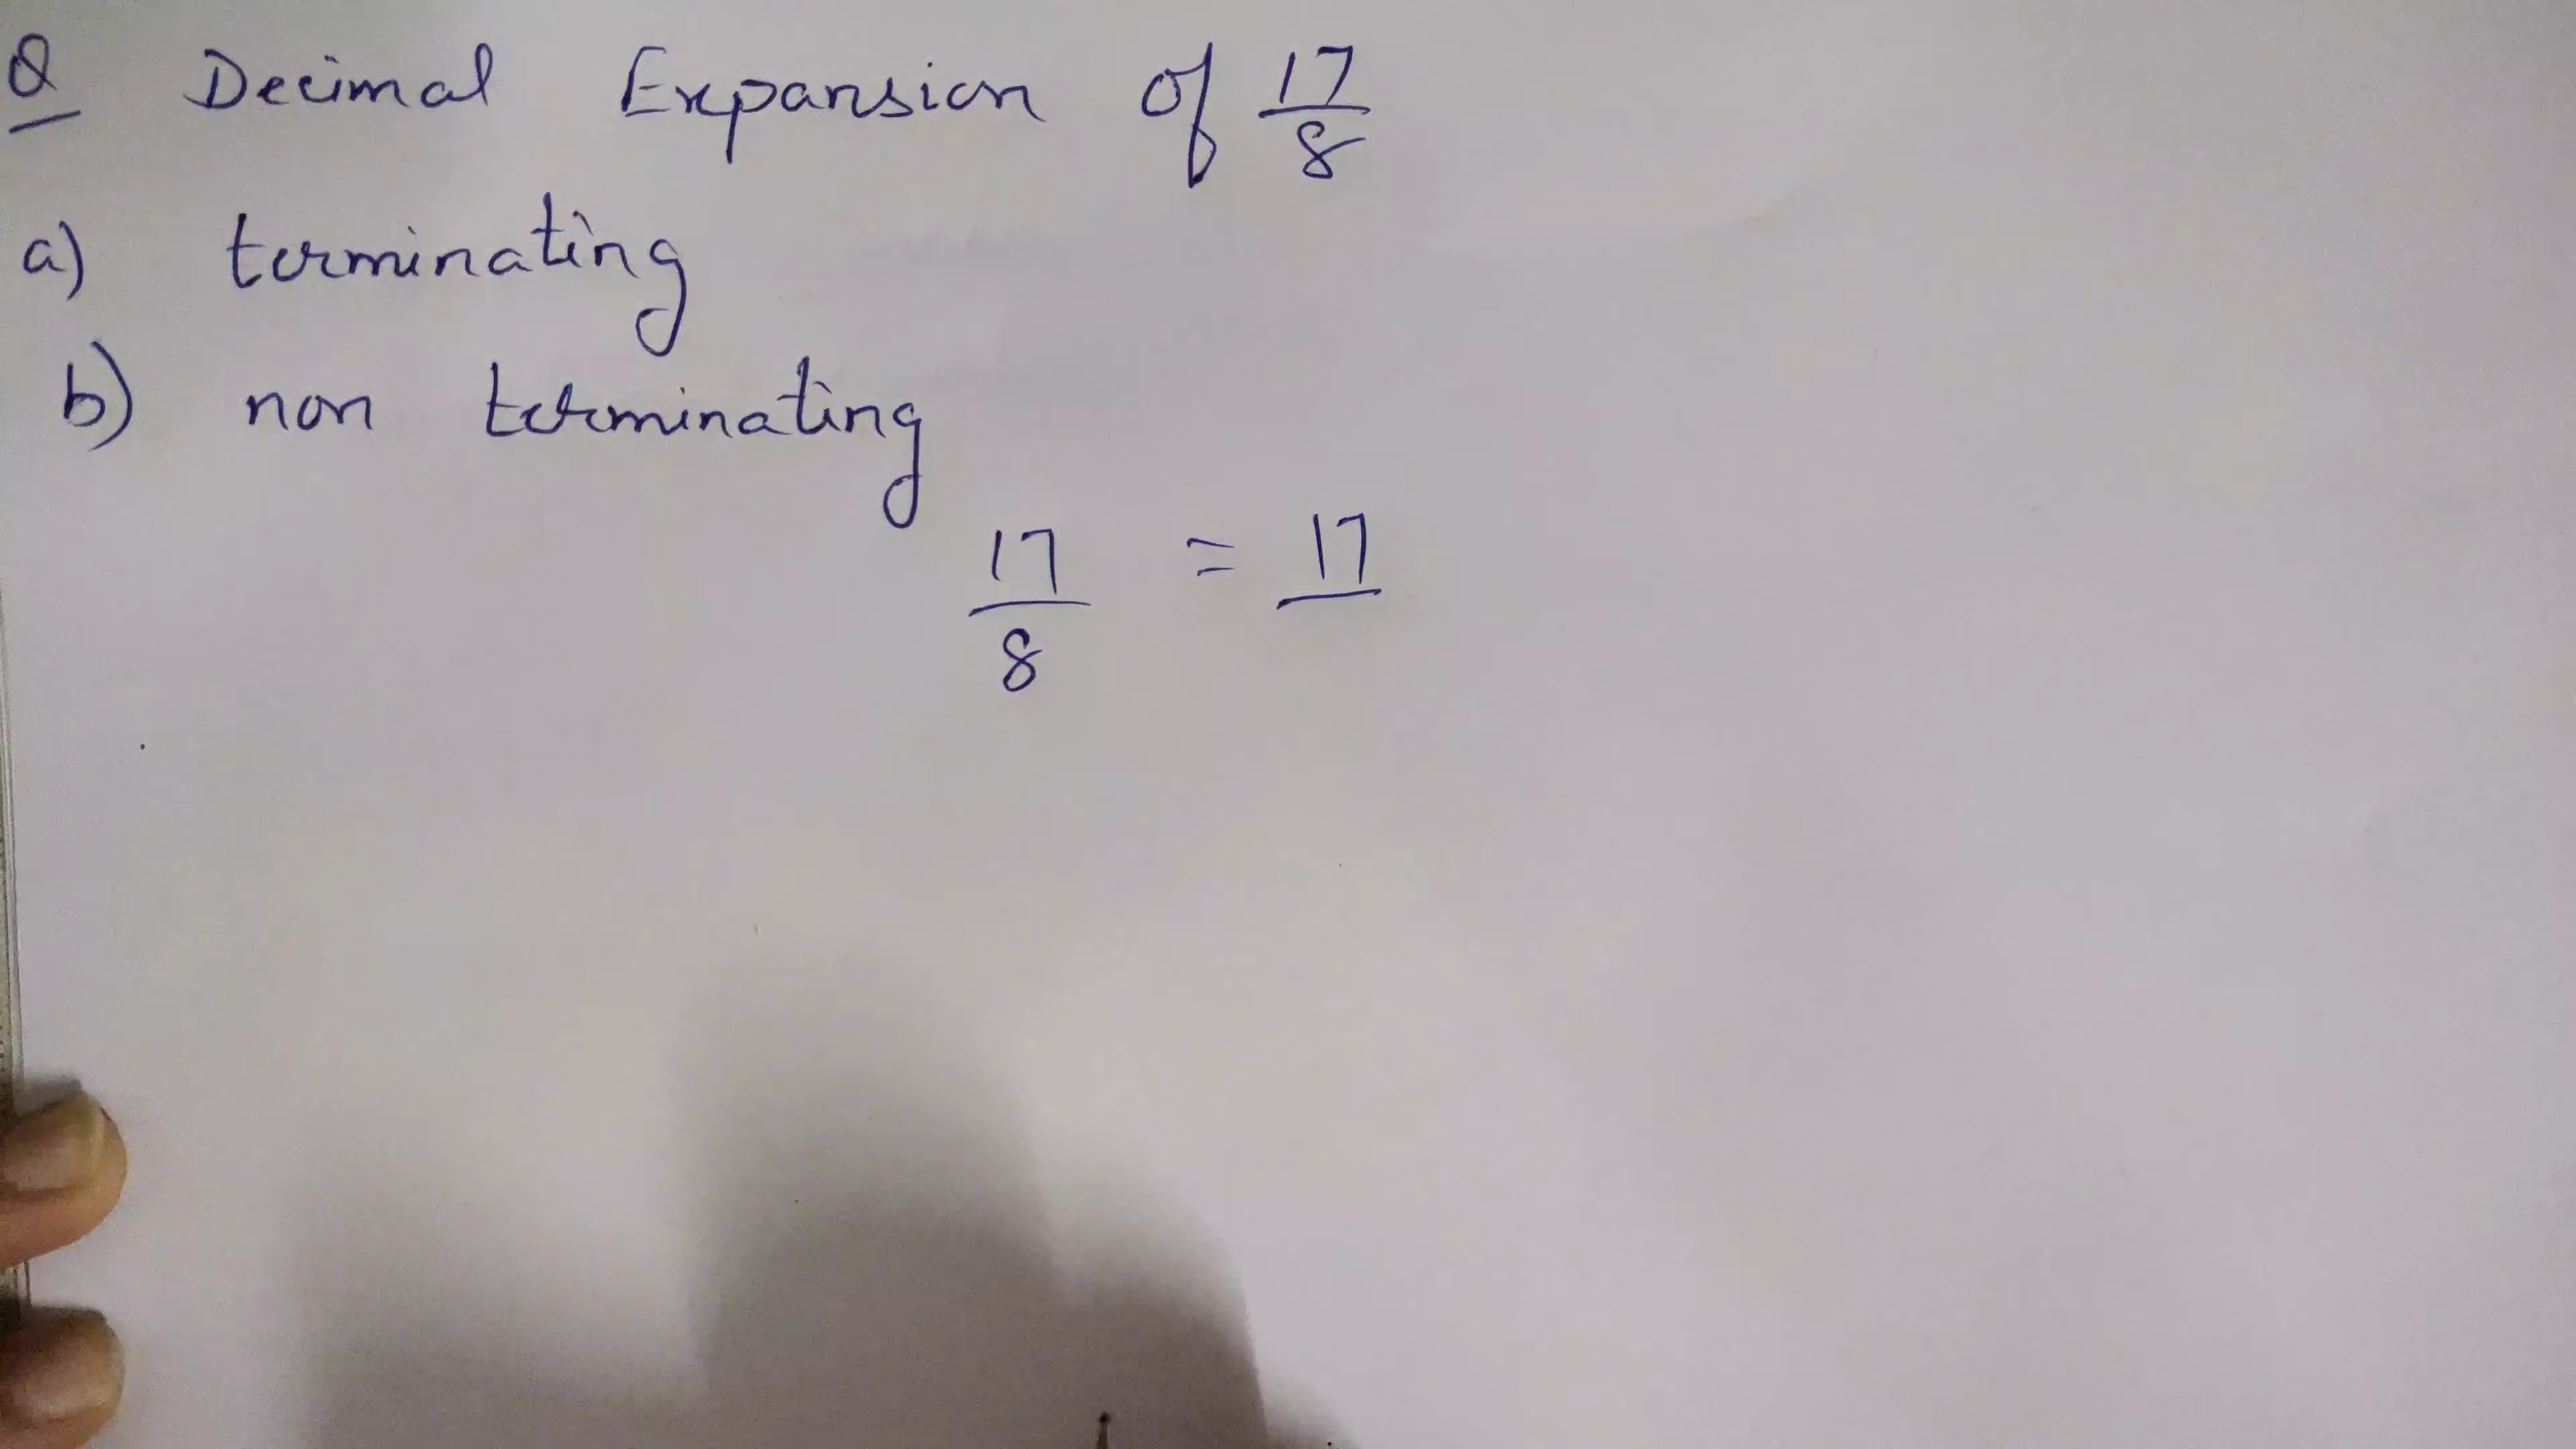 Q Decimal Expansion of 17/8
a) terminating
b) non terminating
17/8 = 17/